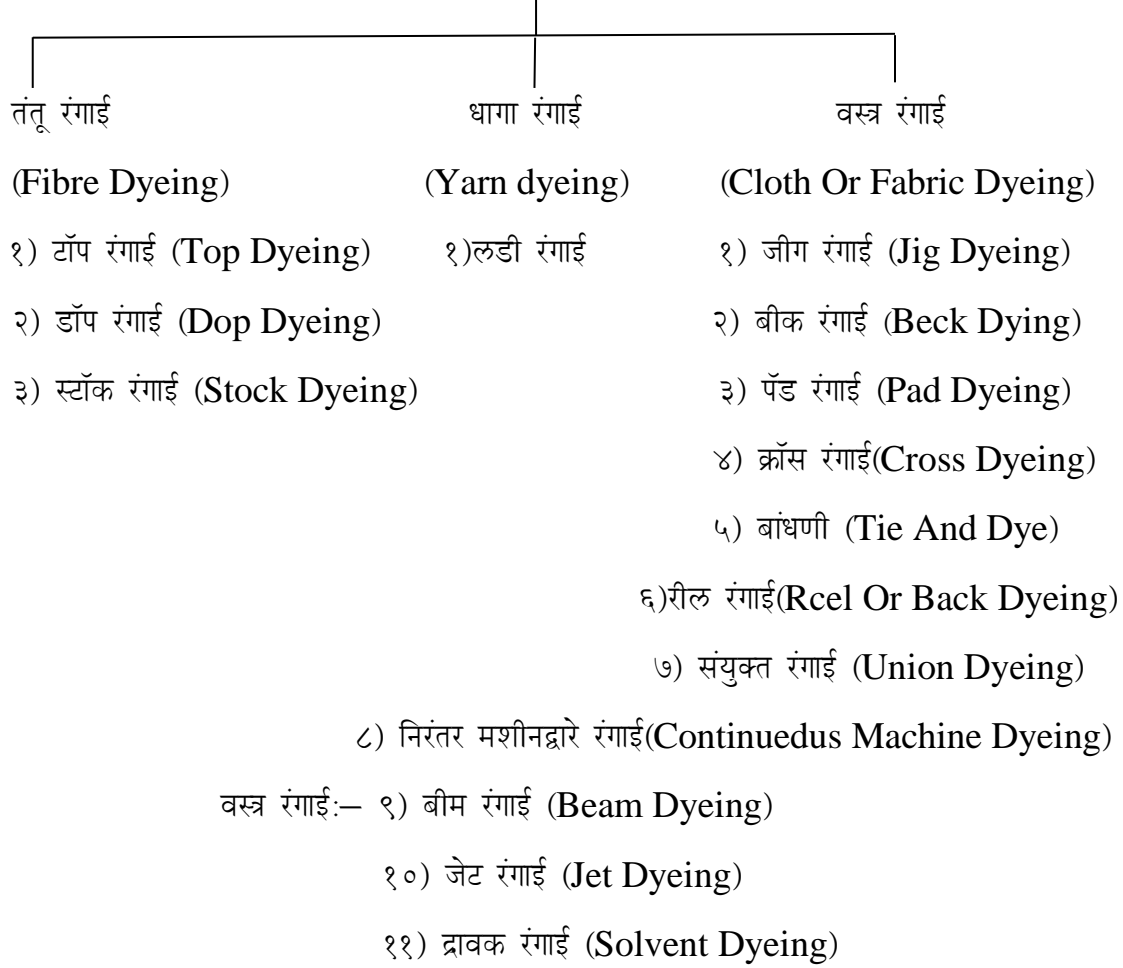 तंतू रंगाई धागा रंगाई वस्त्र रंगाई
(Fibre Dyeing) (Yarn dyeing) (Cloth Or Fabric Dyeing)
१) टॉप रंगाई (Top Dyeing) १)लडी रंगाई १) जीग रंगाई (Jig Dyeing)
२) डॉप रंगाई (Dop Dyeing) २) बीक रंगाई (Beck Dying)
३) स्टॉक रंगाई (Stock Dyeing) ३) पॅड रंगाई (Pad Dyeing)
४) क्रॉस रंगाई(Cross Dyeing)
५) बांधणी (Tie And Dye)
६)रील रंगाई(Rcel Or Back Dyeing)
७) संयुक्त रंगाई (Union Dyeing)
८) निरंतर मशीनद्वारे रंगाई(Continuedus Machine Dyeing)
वस्त्र रंगाई:– ९) बीम रंगाई (Beam Dyeing)
१०) जेट रंगाई (Jet Dyeing)
११) द्रावक रंगाई (Solvent Dyeing)